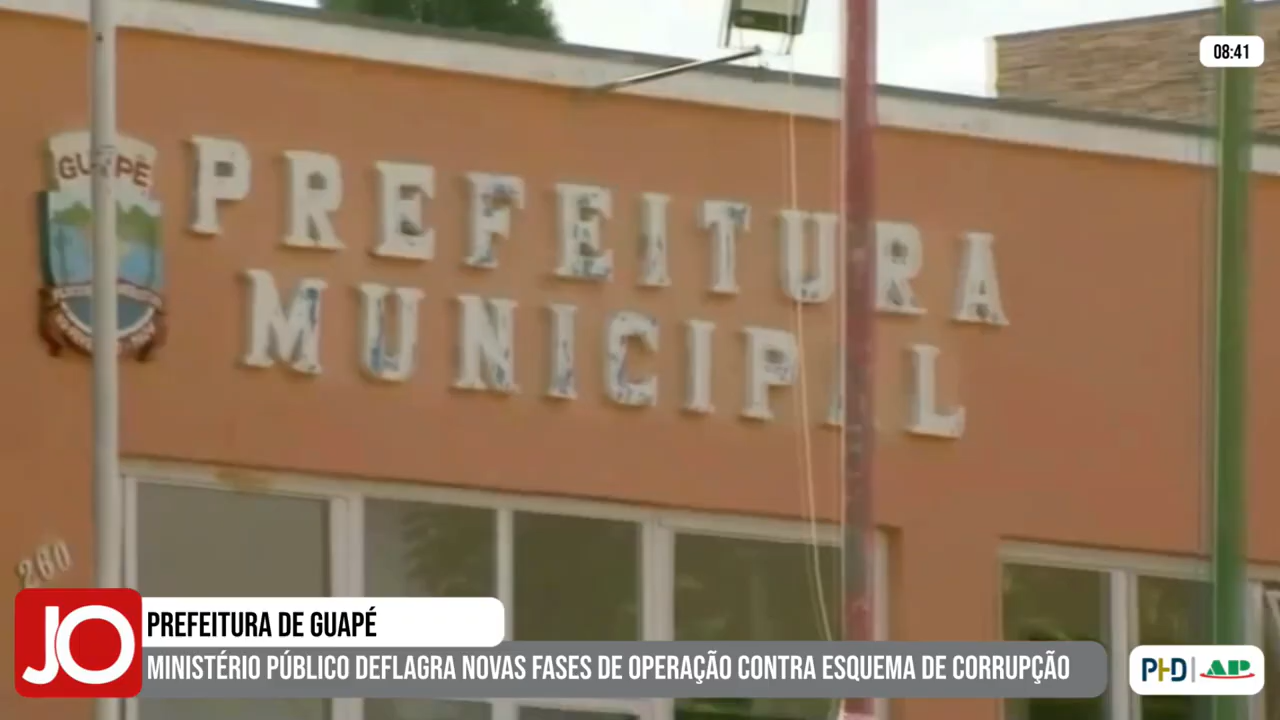 08:41
GUAPÉ
PREFEITURA
MUNICIPAL
260
JO
PREFEITURA DE GUAPÉ
MINISTÉRIO PÚBLICO DEFLAGRA NOVAS FASES DE OPERAÇÃO CONTRA ESQUEMA DE CORRUPÇÃO
PHD | AP